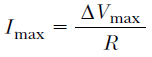 I_max = ΔV_max / R